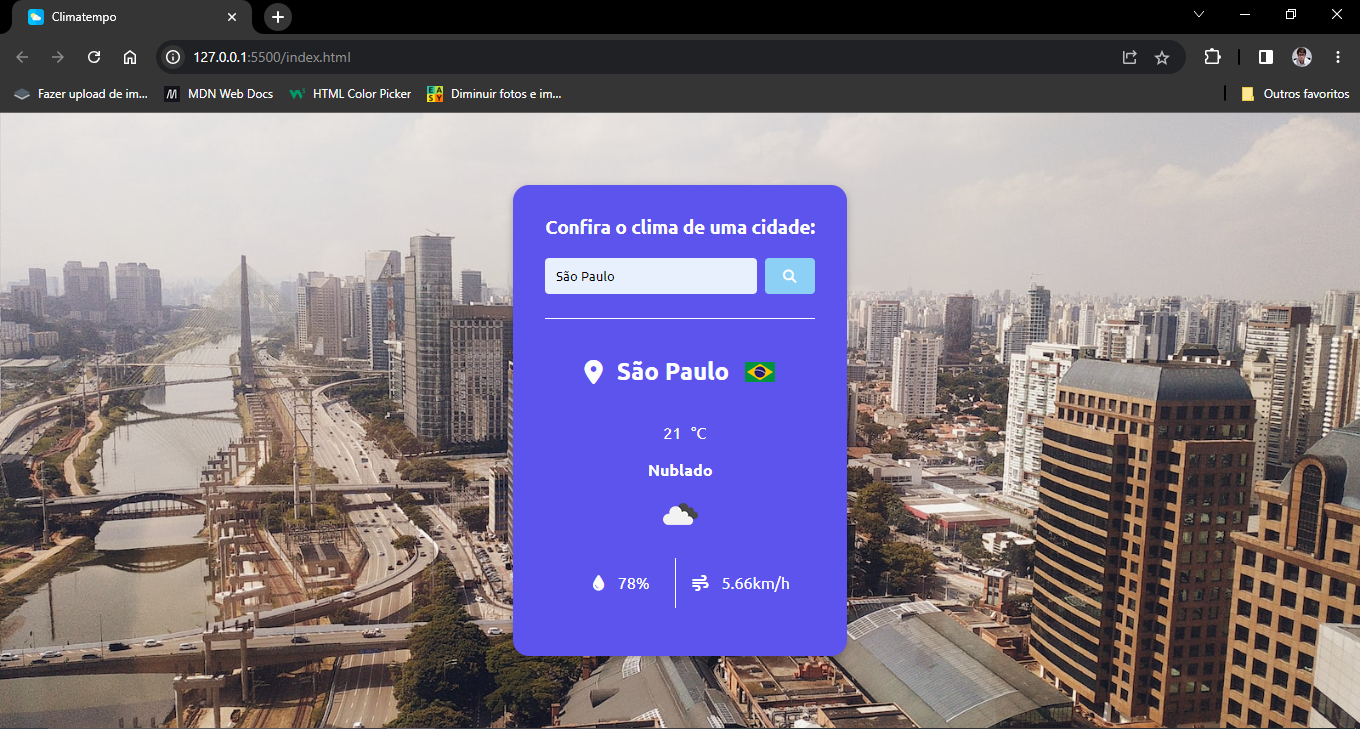 Climatempo
127.0.0.1:5500/index.html
Fazer upload de im... MDN Web Docs HTML Color Picker Diminuir fotos e im... Outros favoritos
Confira o clima de uma cidade:
São Paulo
São Paulo
21 °C
Nublado
78% 5.66km/h